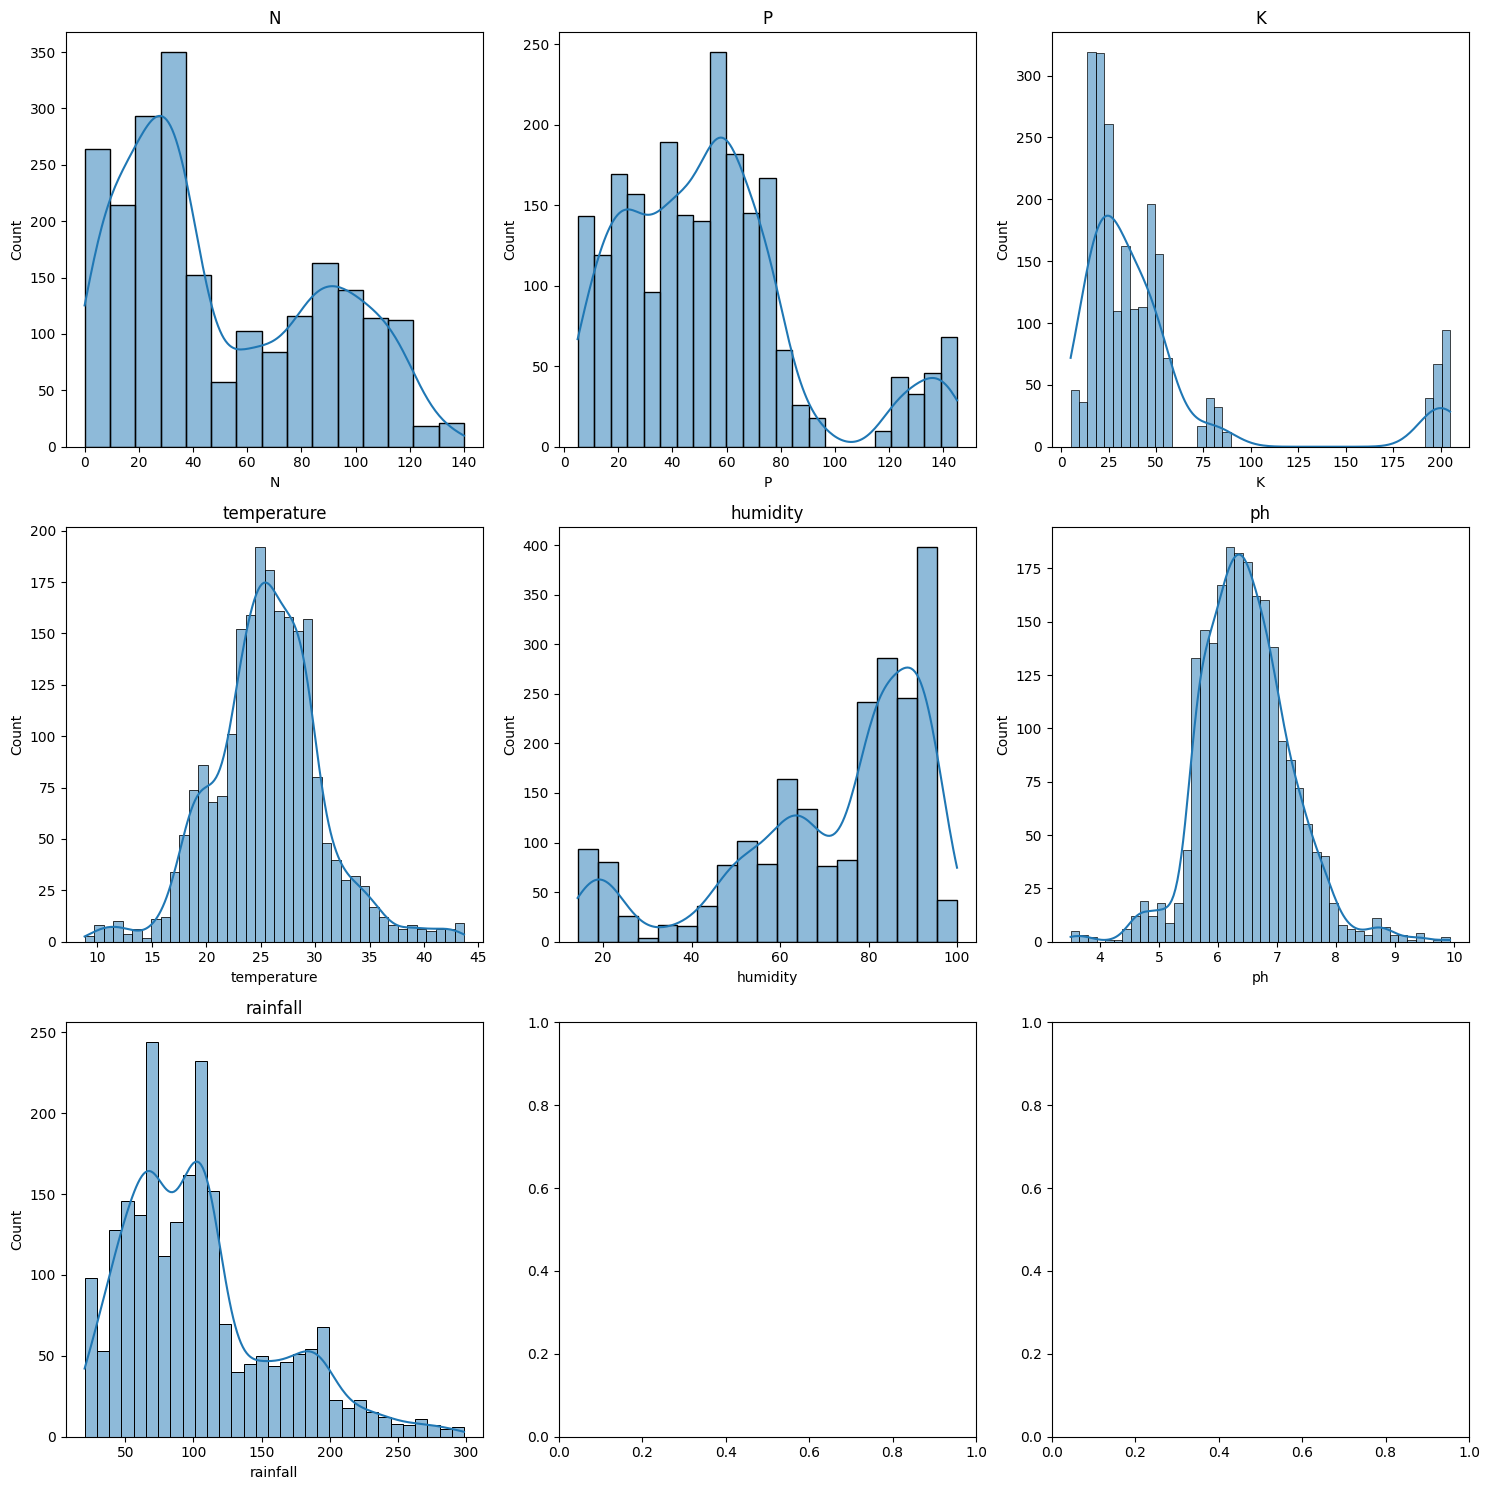 N
P
K
350
300
250
200
150
100
50
0
Count
0 20 40 60 80 100 120 140
N
250
200
150
100
50
0
Count
0 20 40 60 80 100 120 140
P
300
250
200
150
100
50
0
Count
0 25 50 75 100 125 150 175 200
K
temperature
humidity
ph
200
175
150
125
100
75
50
25
0
Count
10 15 20 25 30 35 40 45
temperature
400
350
300
250
200
150
100
50
0
Count
20 40 60 80 100
humidity
175
150
125
100
75
50
25
0
Count
4 5 6 7 8 9 10
ph
rainfall
250
200
150
100
50
0
Count
50 100 150 200 250 300
rainfall
1.0
0.8
0.6
0.4
0.2
0.0
0.0 0.2 0.4 0.6 0.8 1.0
1.0
0.8
0.6
0.4
0.2
0.0
0.0 0.2 0.4 0.6 0.8 1.0